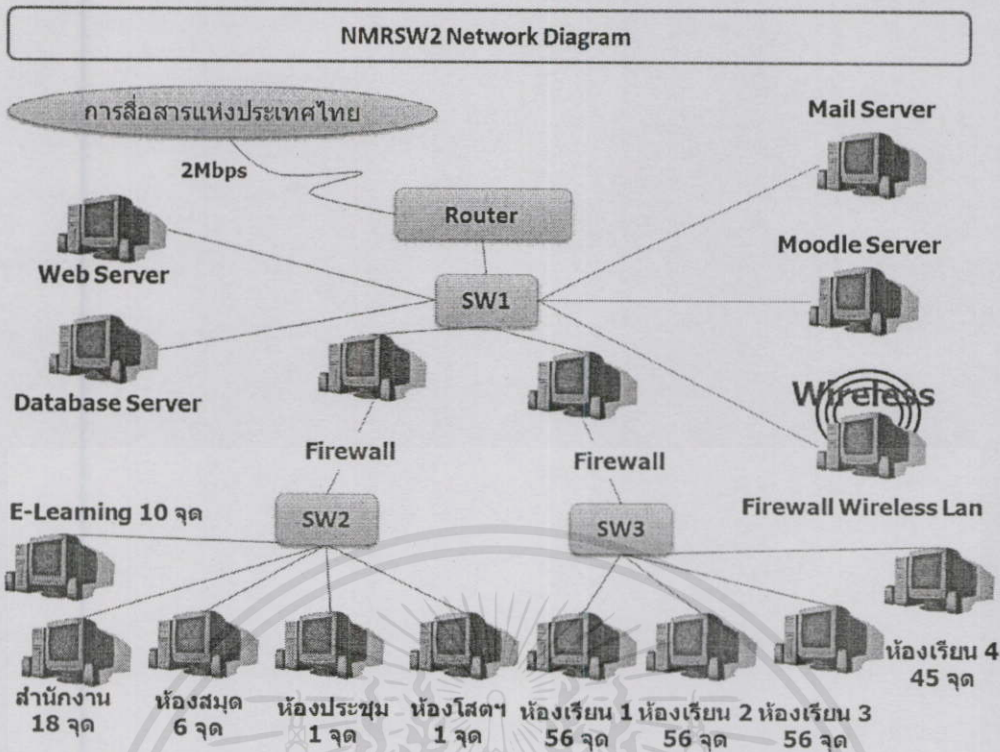 NMRSW2 Network Diagram
การสื่อสารแห่งประเทศไทย
2Mbps
Router
Mail Server
Web Server
Moodle Server
SW1
Database Server
Wireless
Firewall
Firewall
Firewall Wireless Lan
E-Learning 10 จุด
SW2
SW3
สำนักงาน
18 จุด
ห้องสมุด
6 จุด
ห้องประชุม
1 จุด
ห้องโสตฯ
1 จุด
ห้องเรียน 1
56 จุด
ห้องเรียน 2
56 จุด
ห้องเรียน 3
56 จุด
ห้องเรียน 4
45 จุด